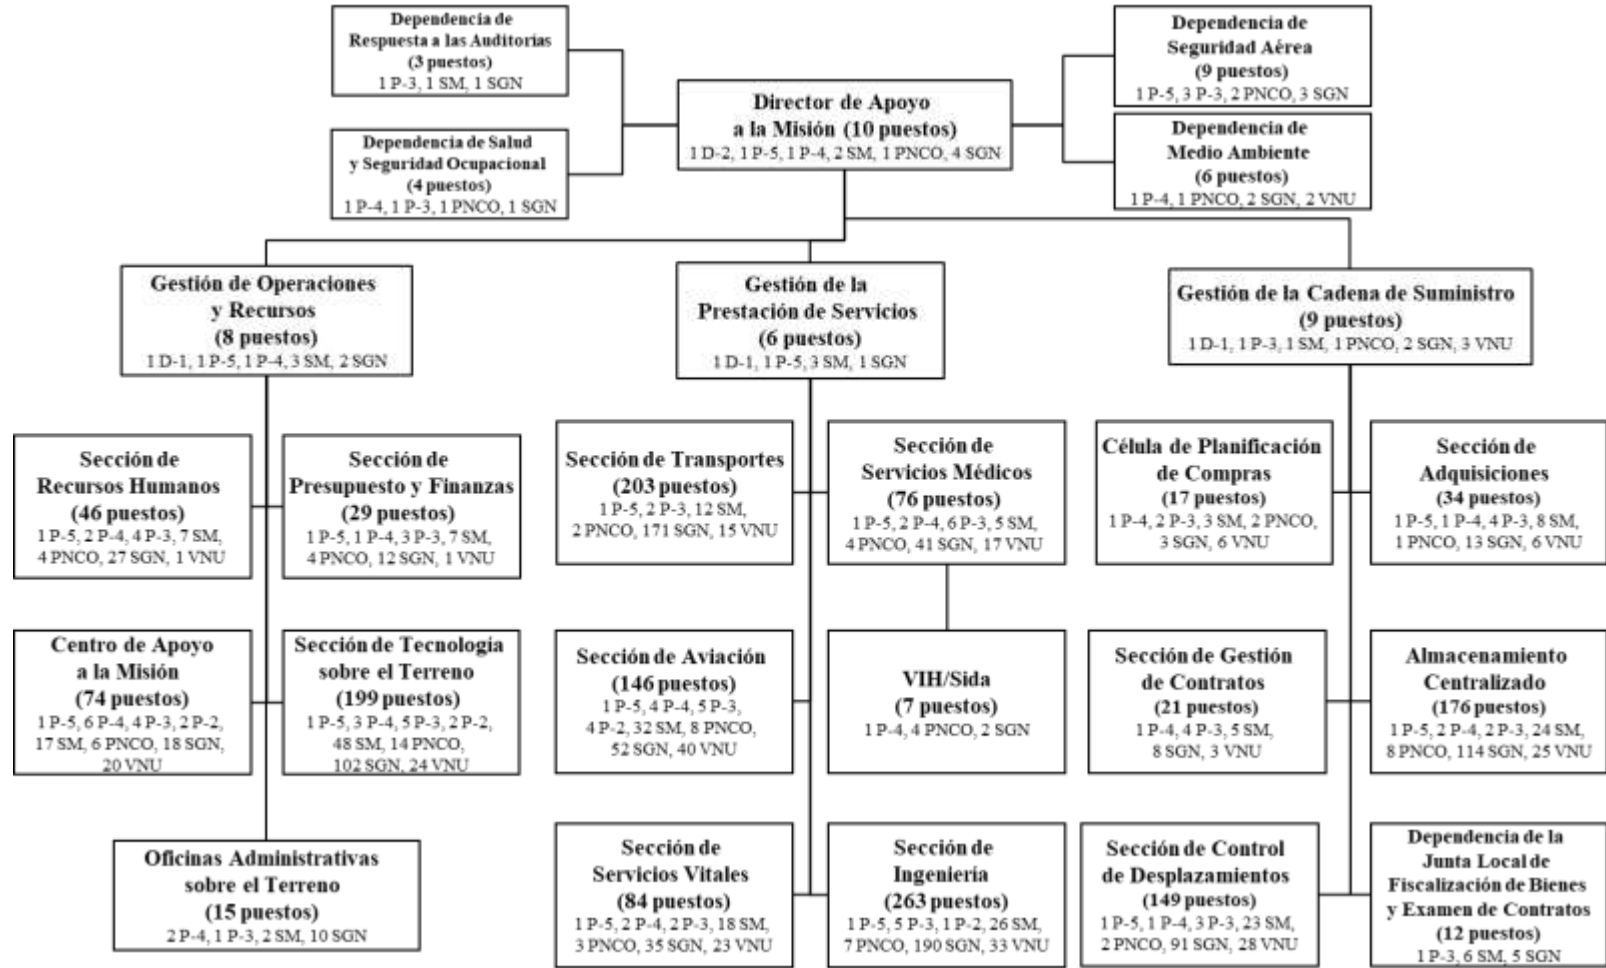 Dependencia de
Respuesta a las Auditorías
(3 puestos)
1 P-3, 1 SM, 1 SGN
Dependencia de Salud
y Seguridad Ocupacional
(4 puestos)
1 P-4, 1 P-3, 1 PNCO, 1 SGN
Director de Apoyo
a la Misión (10 puestos)
1 D-2, 1 P-5, 1 P-4, 2 SM, 1 PNCO, 4 SGN
Dependencia de
Seguridad Aérea
(9 puestos)
1 P-5, 3 P-3, 2 PNCO, 3 SGN
Dependencia de
Medio Ambiente
(6 puestos)
1 P-4, 1 PNCO, 2 SGN, 2 VNU
Gestión de Operaciones
y Recursos
(8 puestos)
1 D-1, 1 P-5, 1 P-4, 3 SM, 2 SGN
Gestión de la
Prestación de Servicios
(6 puestos)
1 D-1, 1 P-5, 3 SM, 1 SGN
Gestión de la Cadena de Suministro
(9 puestos)
1 D-1, 1 P-3, 1 SM, 1 PNCO, 2 SGN, 3 VNU
Sección de
Recursos Humanos
(46 puestos)
1 P-5, 2 P-4, 4 P-3, 7 SM,
4 PNCO, 27 SGN, 1 VNU
Sección de
Presupuesto y Finanzas
(29 puestos)
1 P-5, 1 P-4, 3 P-3, 7 SM,
4 PNCO, 12 SGN, 1 VNU
Sección de Transportes
(203 puestos)
1 P-5, 2 P-3, 12 SM,
2 PNCO, 171 SGN, 15 VNU
Sección de
Servicios Médicos
(76 puestos)
1 P-5, 2 P-4, 6 P-3, 5 SM,
4 PNCO, 41 SGN, 17 VNU
Célula de Planificación
de Compras
(17 puestos)
1 P-4, 2 P-3, 3 SM, 2 PNCO,
3 SGN, 6 VNU
Sección de
Adquisiciones
(34 puestos)
1 P-5, 1 P-4, 4 P-3, 8 SM,
1 PNCO, 13 SGN, 6 VNU
Centro de Apoyo
a la Misión
(74 puestos)
1 P-5, 6 P-4, 4 P-3, 2 P-2,
17 SM, 6 PNCO, 18 SGN,
20 VNU
Sección de Tecnología
sobre el Terreno
(199 puestos)
1 P-5, 3 P-4, 5 P-3, 2 P-2,
48 SM, 14 PNCO,
102 SGN, 24 VNU
Sección de Aviación
(146 puestos)
1 P-5, 4 P-4, 5 P-3,
4 P-2, 32 SM, 8 PNCO,
52 SGN, 40 VNU
VIH/Sida
(7 puestos)
1 P-4, 4 PNCO, 2 SGN
Sección de Gestión
de Contratos
(21 puestos)
1 P-4, 4 P-3, 5 SM,
8 SGN, 3 VNU
Almacenamiento
Centralizado
(176 puestos)
1 P-5, 2 P-4, 2 P-3, 24 SM,
8 PNCO, 114 SGN, 25 VNU
Oficinas Administrativas
sobre el Terreno
(15 puestos)
2 P-4, 1 P-3, 2 SM, 10 SGN
Sección de
Servicios Vitales
(84 puestos)
1 P-5, 2 P-4, 2 P-3, 18 SM,
3 PNCO, 35 SGN, 23 VNU
Sección de
Ingeniería
(263 puestos)
1 P-5, 5 P-3, 1 P-2, 26 SM,
7 PNCO, 190 SGN, 33 VNU
Sección de Control
de Desplazamientos
(149 puestos)
1 P-5, 1 P-4, 3 P-3, 23 SM,
2 PNCO, 91 SGN, 28 VNU
Dependencia de la
Junta Local de
Fiscalización de Bienes
y Examen de Contratos
(12 puestos)
1 P-3, 6 SM, 5 SGN